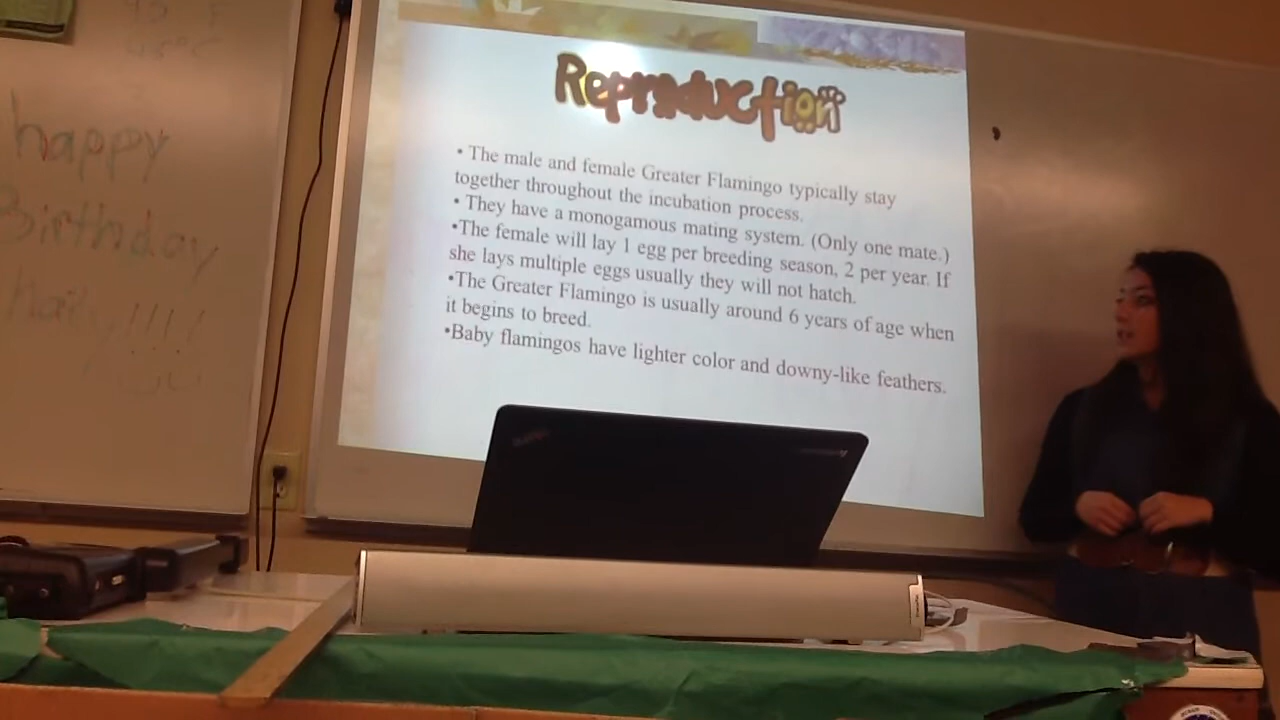 happy
Birthday
Reproduction
• The male and female Greater Flamingo typically stay
together throughout the incubation process.
• They have a monogamous mating system. (Only one mate.)
•The female will lay 1 egg per breeding season, 2 per year. If
she lays multiple eggs usually they will not hatch.
•The Greater Flamingo is usually around 6 years of age when
it begins to breed.
•Baby flamingos have lighter color and downy-like feathers.